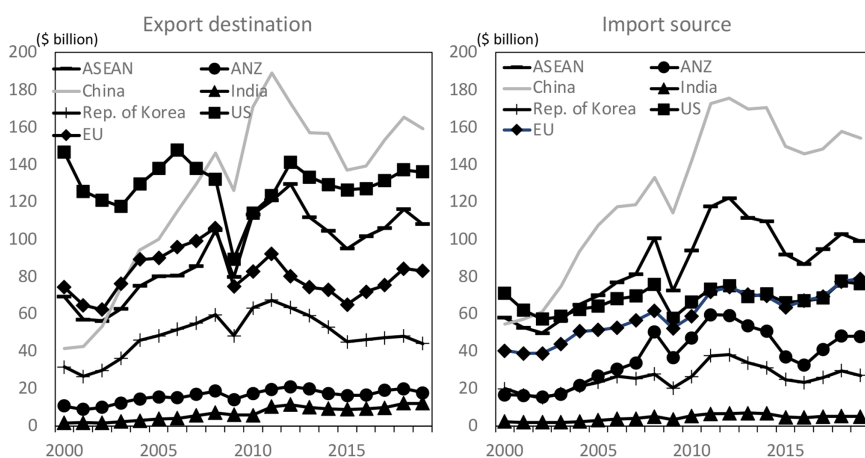 Export destination
($ billion)
200
180
160
140
120
100
80
60
40
20
0
ASEAN
ANZ
China
India
Rep. of Korea
US
EU
2000
2005
2010
2015
Import source
($ billion)
200
180
160
140
120
100
80
60
40
20
0
ASEAN
ANZ
China
India
Rep. of Korea
US
EU
2000
2005
2010
2015